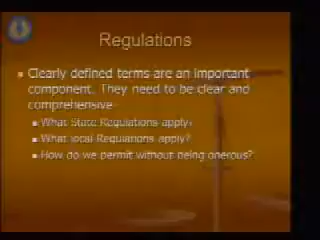 Regulations
Clearly defined terms are an important
component. They need to be clear and
comprehensive
What State Regulations apply
What local Regulations apply?
How do we permit without being onerous?